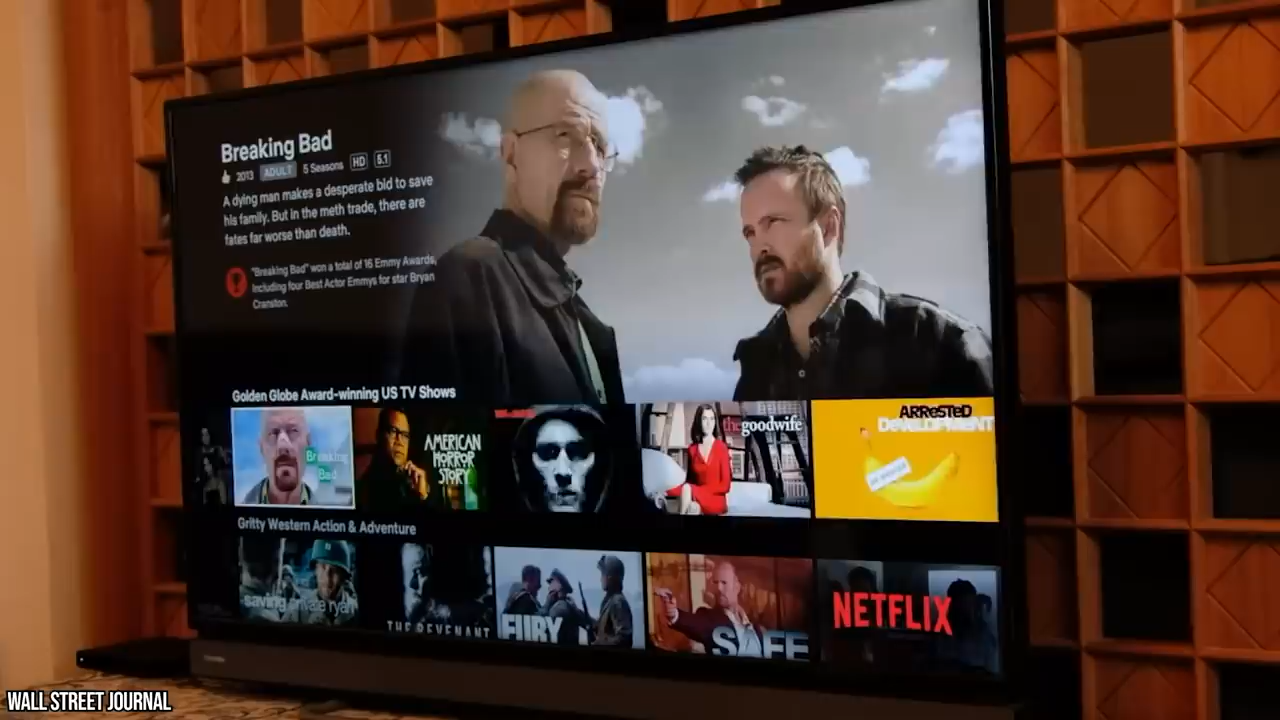 Breaking Bad
2013 ADULT 5 Seasons HD 5.1
A dying man makes a desperate bid to save
his family. But in the meth trade, there are
fates far worse than death.
"Breaking Bad" won a total of 16 Emmy Awards,
including four Best Actor Emmys for star Bryan
Cranston.
Golden Globe Award-winning US TV Shows
Breaking
Bad
AMERICAN
HORROR
STORY
thegoodwife
ARReSTeD
DeVELOPMENT
Gritty Western Action & Adventure
saving private ryan
THE REVENANT
FURY
SAFE
NETFLIX
WALL STREET JOURNAL